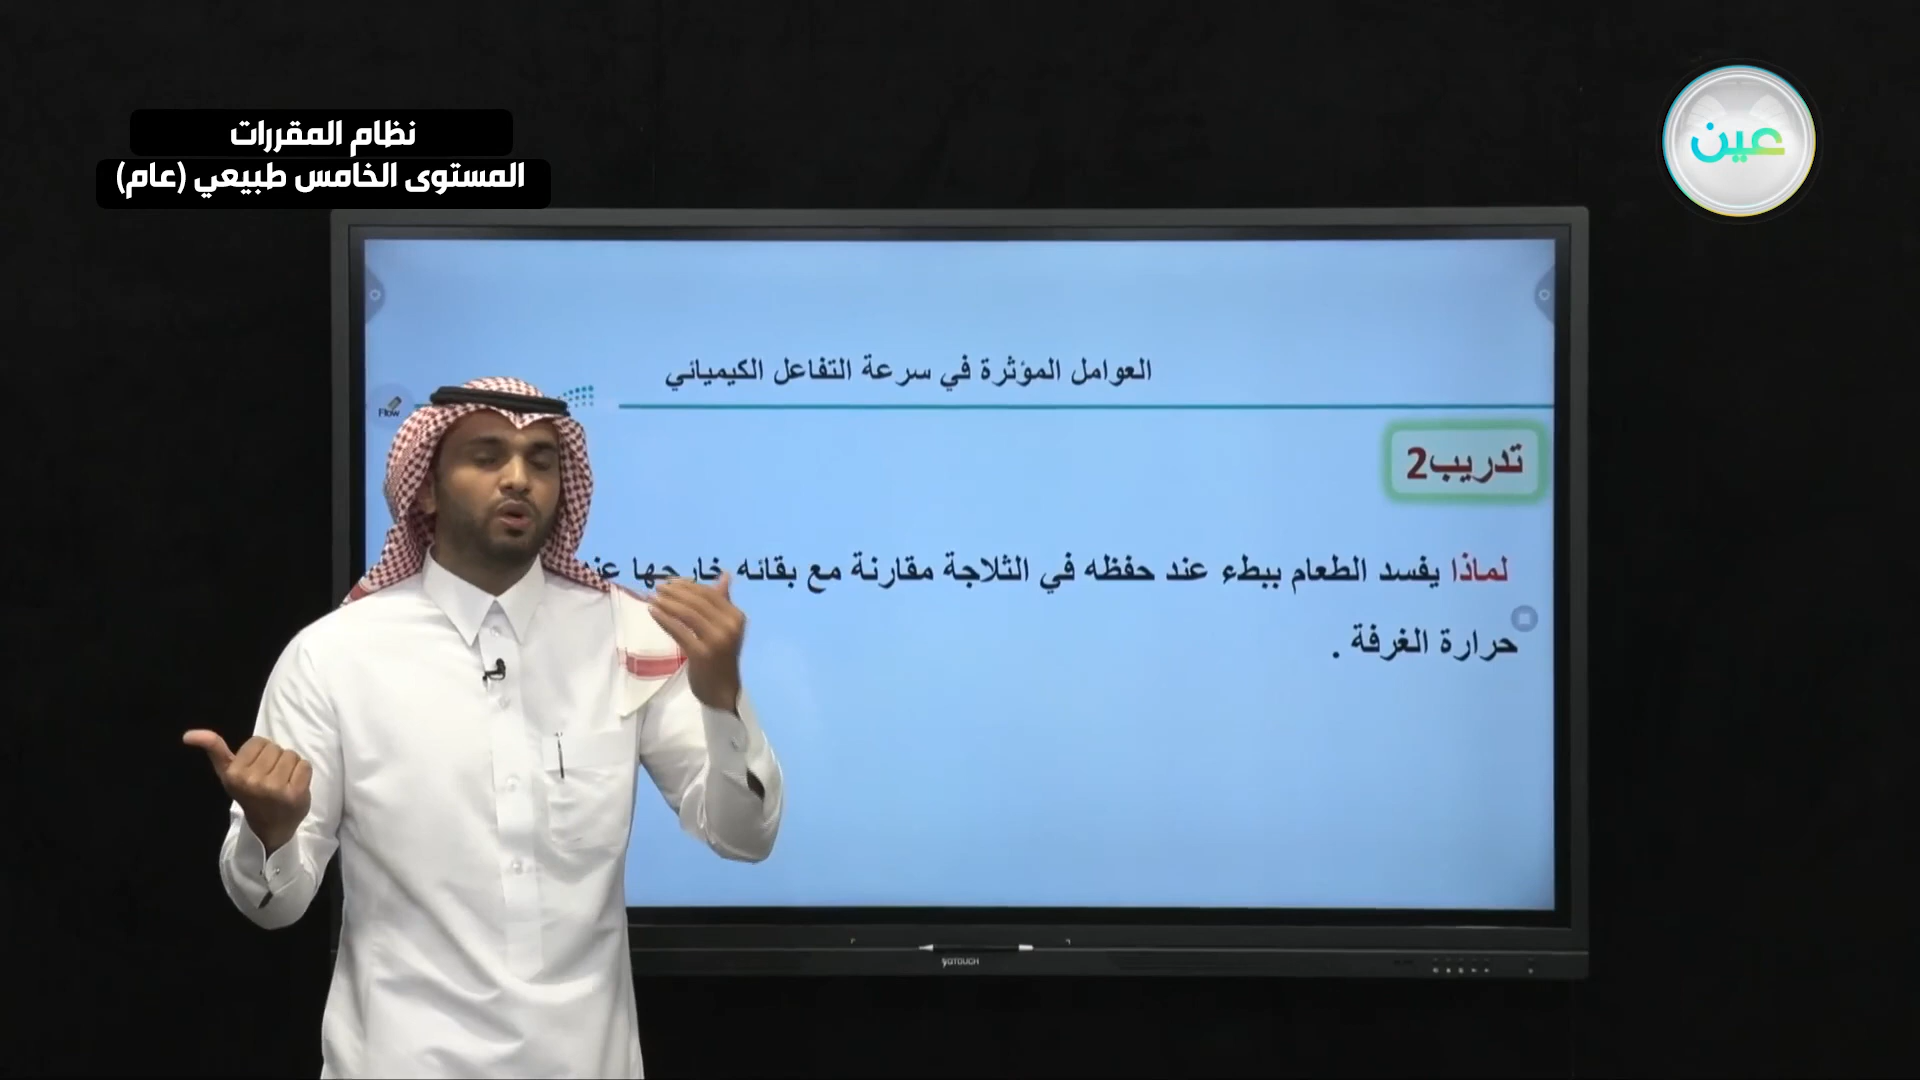 نظام المقررات
المستوى الخامس طبيعي (عام)
عين
العوامل المؤثرة في سرعة التفاعل الكيميائي
Flow
تدريب2
لماذا يفسد الطعام ببطء عند حفظه في الثلاجة مقارنة مع بقائه خارجها
حرارة الغرفة .